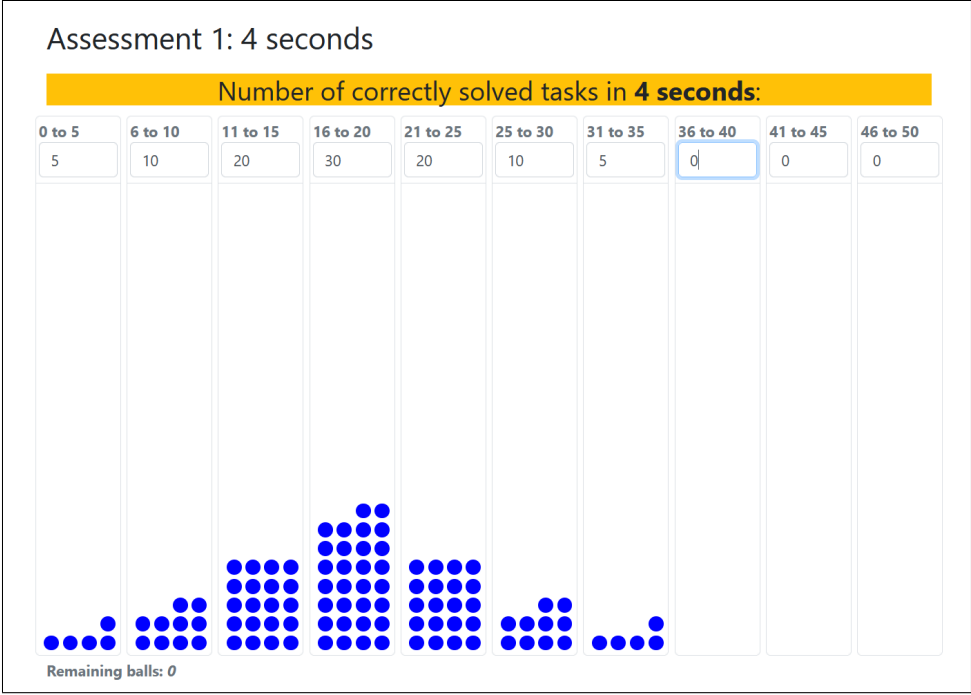 Assessment 1: 4 seconds
Number of correctly solved tasks in 4 seconds:
0 to 5 6 to 10 11 to 15 16 to 20 21 to 25 25 to 30 31 to 35 36 to 40 41 to 45 46 to 50
5 10 20 30 20 10 5 0 0 0
Remaining balls: 0